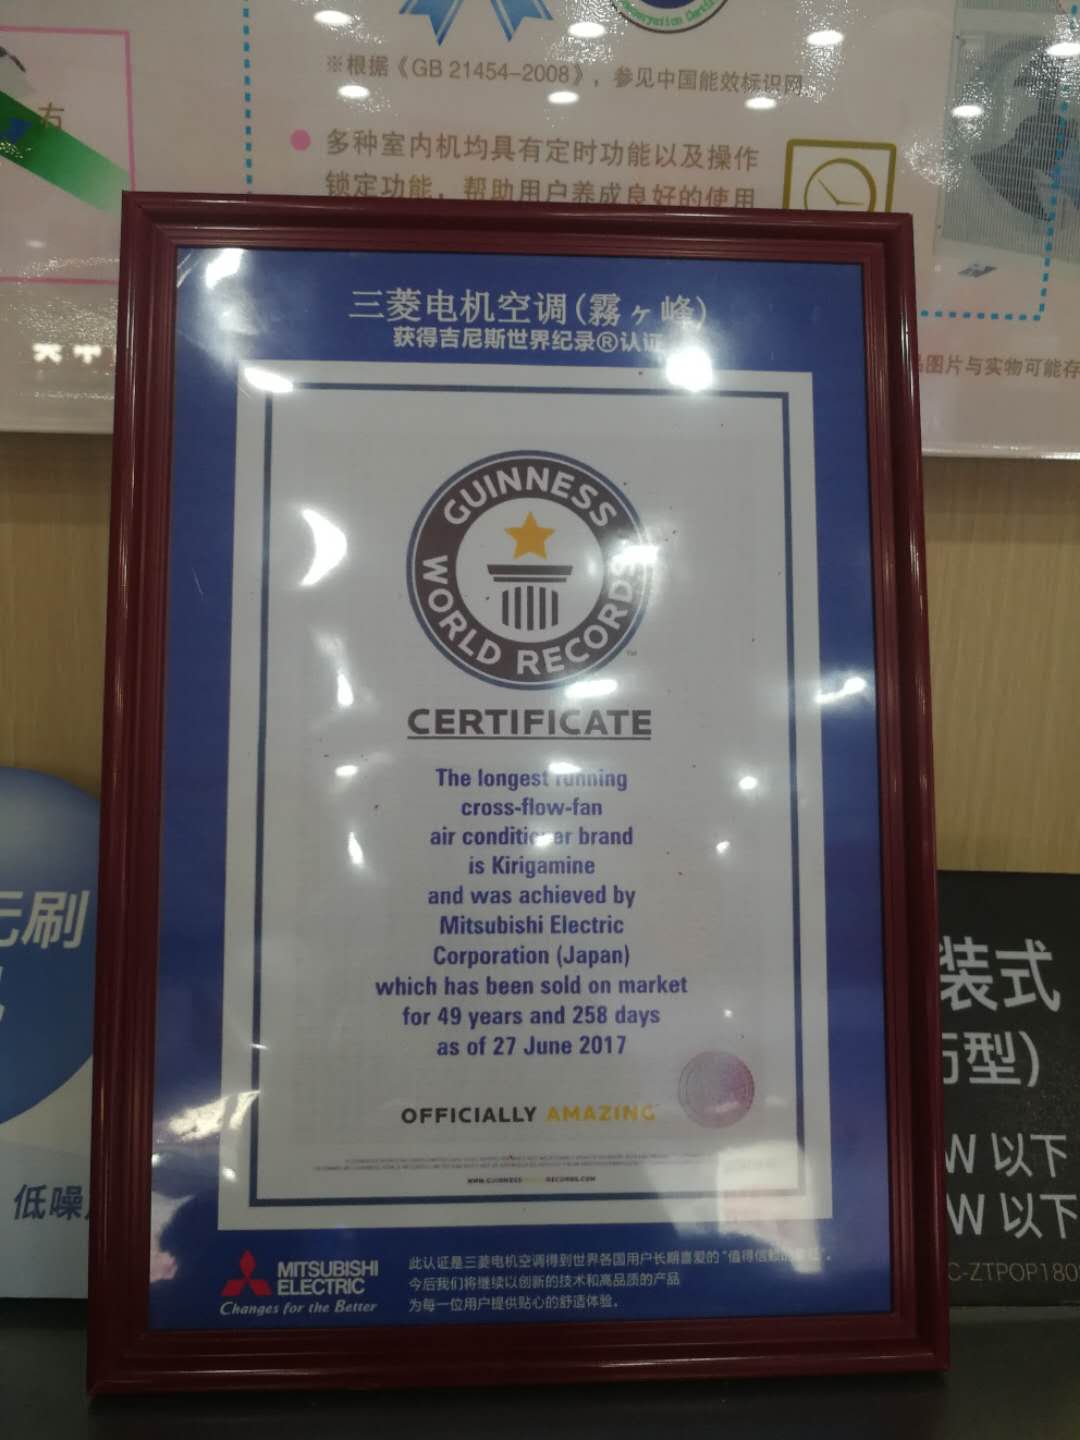 ※根据《GB 21454-2008》，参见中国能效标识网
右
多种室内机均具有定时功能以及操作
锁定功能，帮助用户养成良好的使用
三菱电机空调(霧ヶ峰)
获得吉尼斯世界纪录®认证
图片与实物可能存
GUINNESS
WORLD RECORDS
CERTIFICATE
The longest running
cross-flow-fan
air conditioner brand
is Kirigamine
and was achieved by
Mitsubishi Electric
Corporation (Japan)
which has been sold on market
for 49 years and 258 days
as of 27 June 2017
OFFICIALLY AMAZING
MITSUBISHI
ELECTRIC
Changes for the Better
此认证是三菱电机空调得到世界各国用户长期喜爱的"值得信赖的
今后我们将继续以创新的技术和高品质的产品
为每一位用户提供贴心的舒适体验。
无刷
低噪
装式
巧型)
W 以下
W 以下
C-ZTPOP180